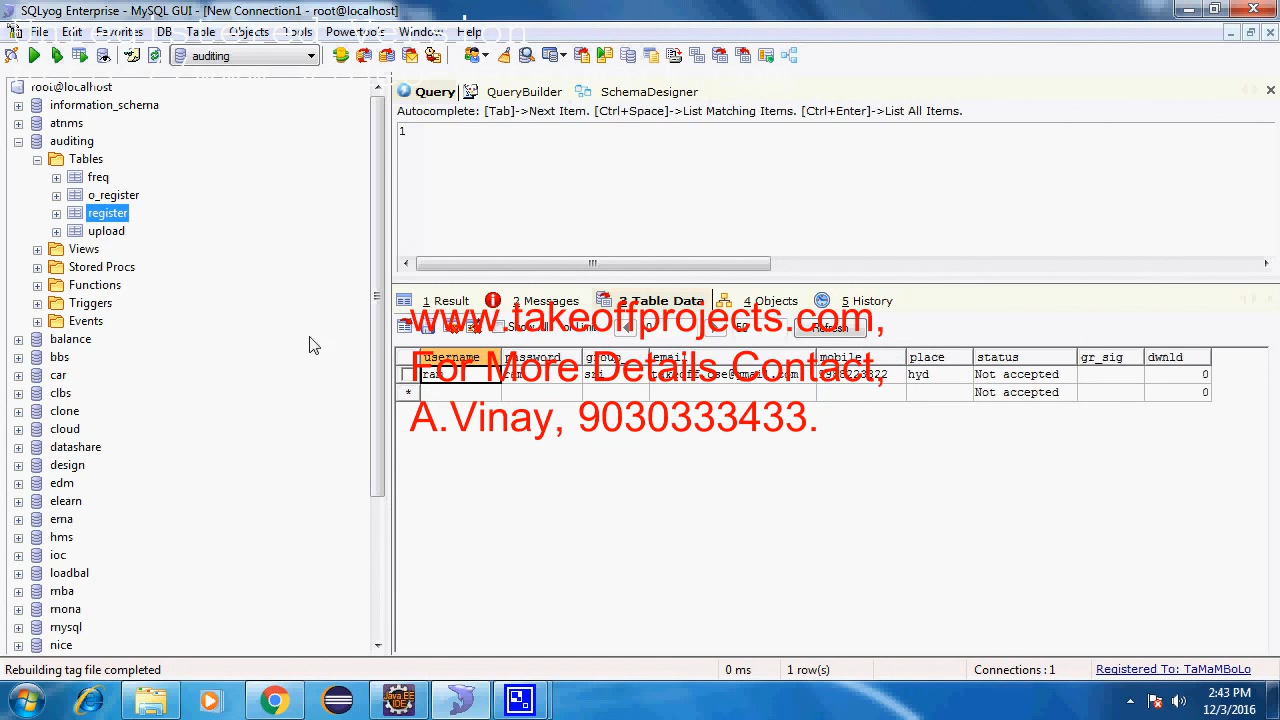 SQLyog Enterprise - MySQL GUI - [New Connection1 - root@localhost]
File Edit Favorites DB Table Objects Tools Powertools Window Help
auditing
root@localhost
information_schema
atnms
auditing
Tables
freq
o_register
register
upload
Views
Stored Procs
Functions
Triggers
Events
balance
bbs
car
clbs
clone
cloud
datashare
design
edm
elearn
ema
hms
ioc
loadbal
mba
mona
mysql
nice
Query QueryBuilder SchemaDesigner
Autocomplete: [Tab]->Next Item. [Ctrl+Space]->List Matching Items. [Ctrl+Enter]->List All Items.
1
1 Result 2 Messages 3 Table Data 4 Objects 5 History
www.takeoffprojects.com,
Refresh
username password group_ email mobile place status gr_sig dwnld
sri hyd Not accepted 0
For More Details Contact,
* Not accepted 0
A.Vinay, 9030333433.
Rebuilding tag file completed 0 ms 1 row(s) Connections : 1 Registered To: TaMaMBoLo
Java EE IDE
2:43 PM
12/3/2016